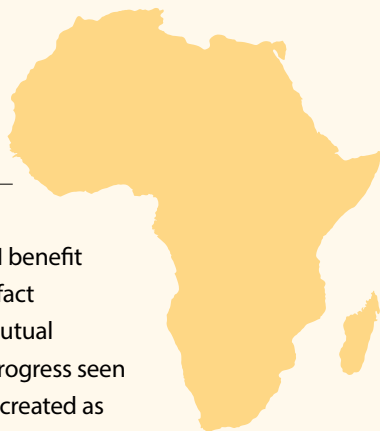 l benefit
fact
utual
rogress seen
created as